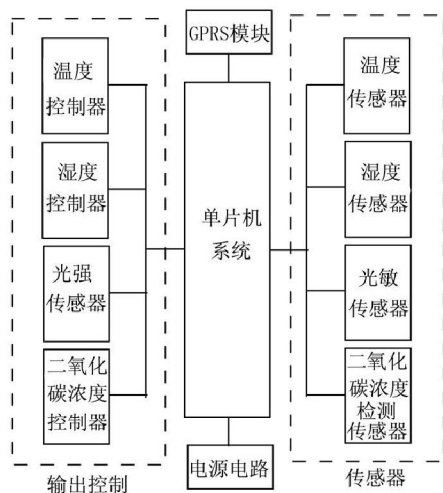 GPRS模块
温度
控制器
湿度
控制器
光强
传感器
二氧化
碳浓度
控制器
输出控制
单片机
系统
电源电路
温度
传感器
湿度
传感器
光敏
传感器
二氧化
碳浓度
检测
传感器
传感器